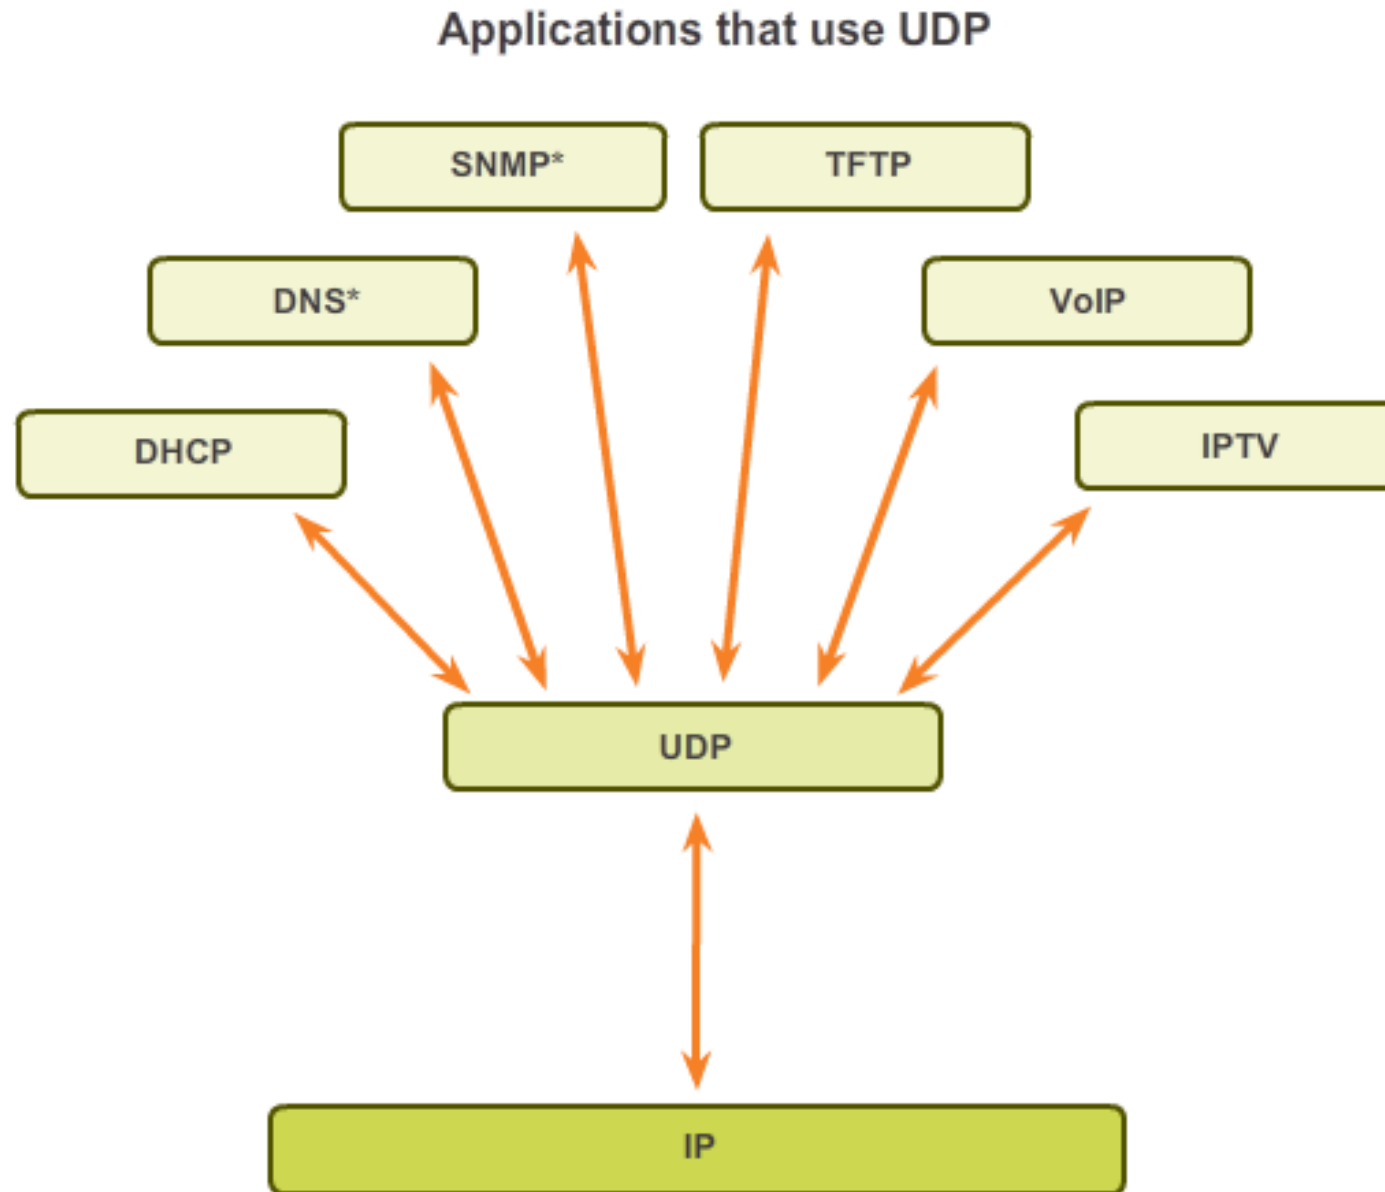 Applications that use UDP
SNMP*
TFTP
DNS*
VoIP
DHCP
IPTV
UDP
IP